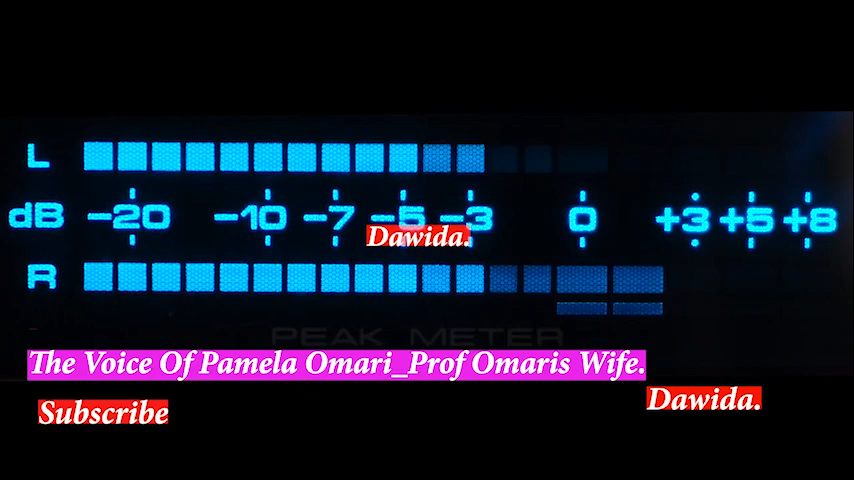 L
dB -20 -10 -7 -5 -3 0 +3 +5 +8
Dawida.
R
PEAK METER
The Voice Of Pamela Omari_Prof Omaris Wife.
Dawida.
Subscribe